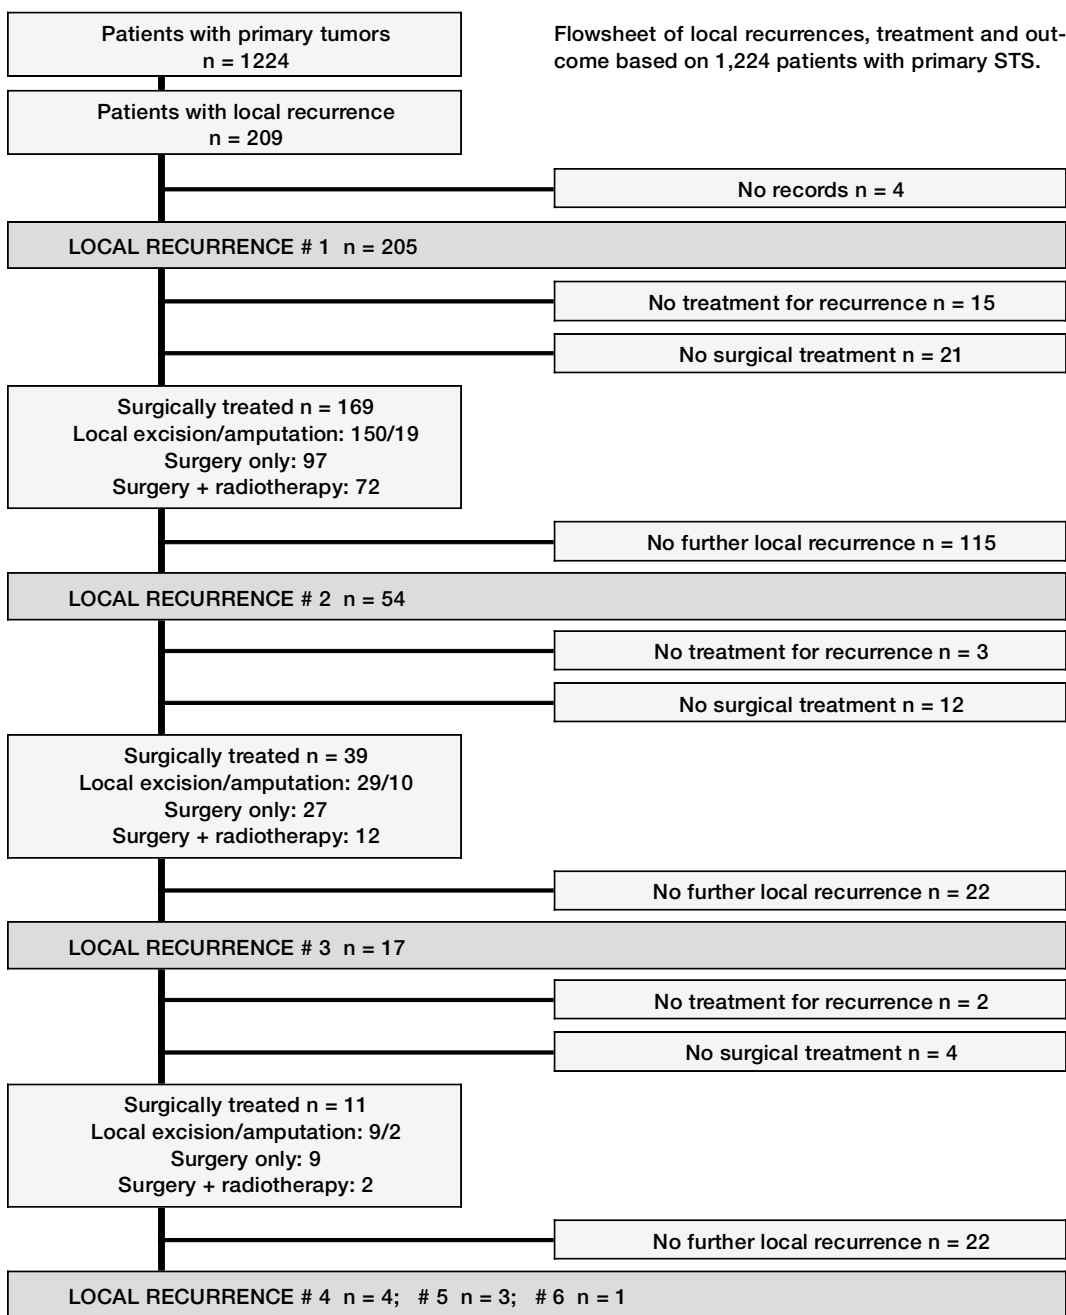 Patients with primary tumors
n = 1224
Flowsheet of local recurrences, treatment and out-
come based on 1,224 patients with primary STS.
Patients with local recurrence
n = 209
No records n = 4
LOCAL RECURRENCE # 1 n = 205
No treatment for recurrence n = 15
No surgical treatment n = 21
Surgically treated n = 169
Local excision/amputation: 150/19
Surgery only: 97
Surgery + radiotherapy: 72
No further local recurrence n = 115
LOCAL RECURRENCE # 2 n = 54
No treatment for recurrence n = 3
No surgical treatment n = 12
Surgically treated n = 39
Local excision/amputation: 29/10
Surgery only: 27
Surgery + radiotherapy: 12
No further local recurrence n = 22
LOCAL RECURRENCE # 3 n = 17
No treatment for recurrence n = 2
No surgical treatment n = 4
Surgically treated n = 11
Local excision/amputation: 9/2
Surgery only: 9
Surgery + radiotherapy: 2
No further local recurrence n = 22
LOCAL RECURRENCE # 4 n = 4; # 5 n = 3; # 6 n = 1